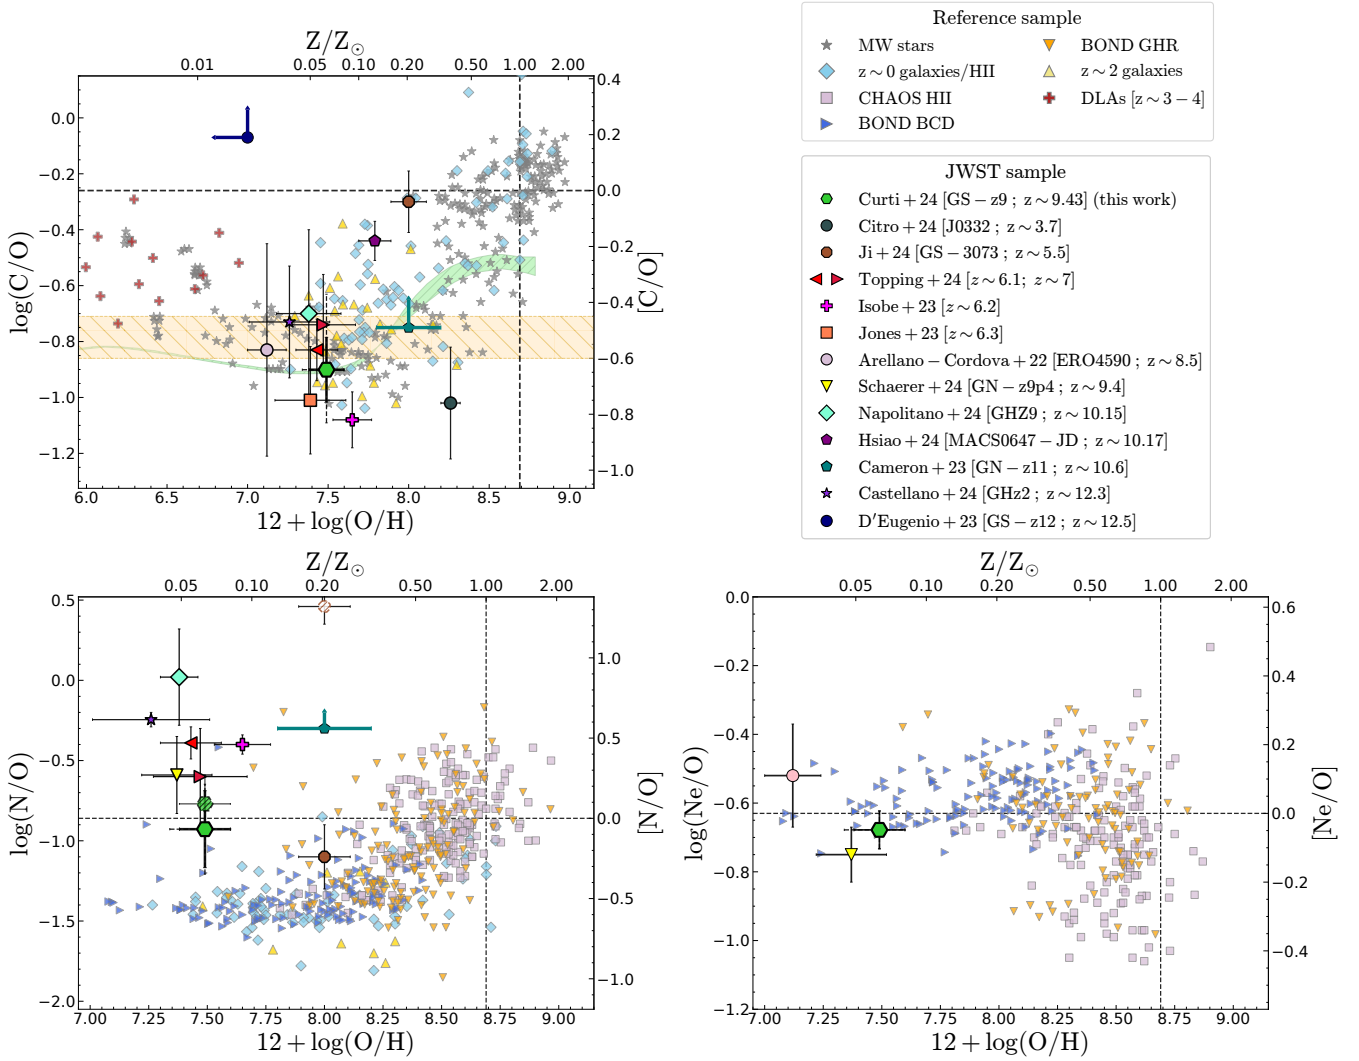 Z/Z⊙
0.01 0.05 0.10 0.20 0.50 1.00 2.00
log(C/O)
0.0
−0.2
−0.4
−0.6
−0.8
−1.0
−1.2
0.4
0.2
0.0
−0.2
−0.4
−0.6
−0.8
−1.0
[C/O]
6.0 7.0 7.5 8.0 8.5 9.0
12 + log(O/H)
Reference sample
MW stars
z ~ 0 galaxies/HII
CHAOS HII
BOND BCD
BOND GHR
z ~ 2 galaxies
DLAs [z ~ 3 − 4]
JWST sample
Curti + 24 [GS − z9 ; z ~ 9.43] (this work)
Citro + 24 [J0332 ; z ~ 3.7]
Ji + 24 [GS − 3073 ; z ~ 5.5]
Topping + 24 [z ~ 6.1; z ~ 7]
Isobe + 23 [z ~ 6.2]
Jones + 23 [z ~ 6.3]
Arellano − Cordova + 22 [ERO4590 ; z ~ 8.5]
Schaerer + 24 [GN − z9p4 ; z ~ 9.4]
Napolitano + 24 [GHZ9 ; z ~ 10.15]
Hsiao + 24 [MACS0647 − JD ; z ~ 10.17]
Cameron + 23 [GN − z11 ; z ~ 10.6]
Castellano + 24 [GHz2 ; z ~ 12.3]
D'Eugenio + 23 [GS − z12 ; z ~ 12.5]
Z/Z⊙
0.05 0.10 0.20 0.50 1.00 2.00
log(N/O)
0.5
0.0
−0.5
−1.0
−1.5
−2.0
1.0
0.5
0.0
−0.5
−1.0
[N/O]
7.00 7.25 7.50 7.75 8.00 8.25 8.50 8.75 9.00
12 + log(O/H)
Z/Z⊙
0.05 0.10 0.20 0.50 1.00 2.00
log(Ne/O)
0.0
−0.2
−0.4
−0.6
−0.8
−1.0
−1.2
0.6
0.4
0.2
0.0
−0.2
−0.4
[Ne/O]
7.00 7.25 7.50 7.75 8.00 8.25 8.50 8.75 9.00
12 + log(O/H)